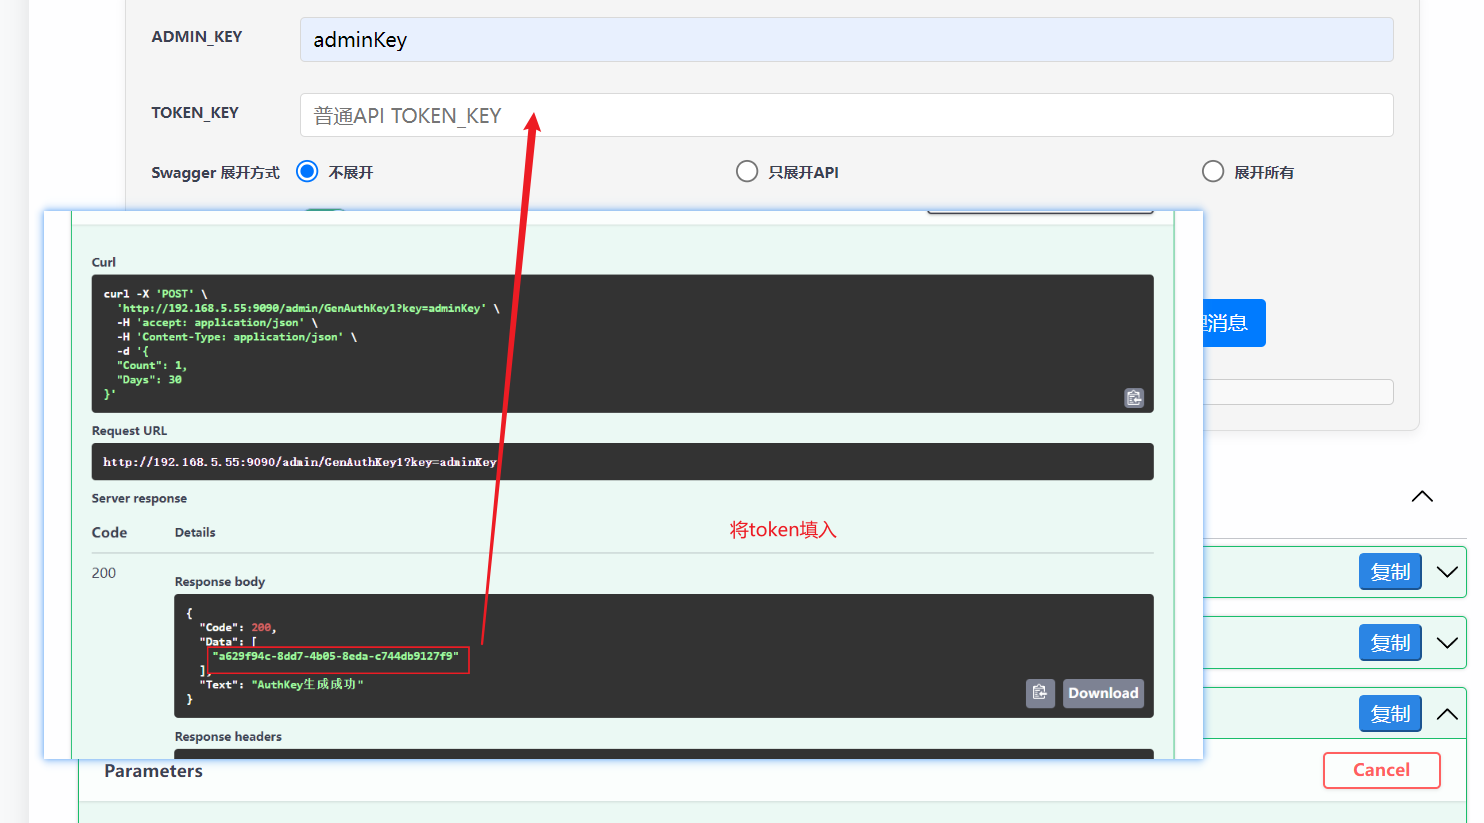 ADMIN_KEY
adminKey
TOKEN_KEY
普通API TOKEN_KEY
Swagger 展开方式
不展开
只展开API
展开所有
Curl
curl -X 'POST' \
'http://192.168.5.55:9090/admin/GenAuthKey1?key=adminKey' \
-H 'accept: application/json' \
-H 'Content-Type: application/json' \
-d '{
"Count": 1,
"Days": 30
}'
消息
Request URL
http://192.168.5.55:9090/admin/GenAuthKey1?key=adminKey
Server response
Code
Details
将token填入
200
Response body
{
"Code": 200,
"Data": [
"a629f94c-8dd7-4b05-8eda-c744db9127f9"
],
"Text": "AuthKey生成成功"
}
Download
Response headers
复制
复制
复制
Parameters
Cancel